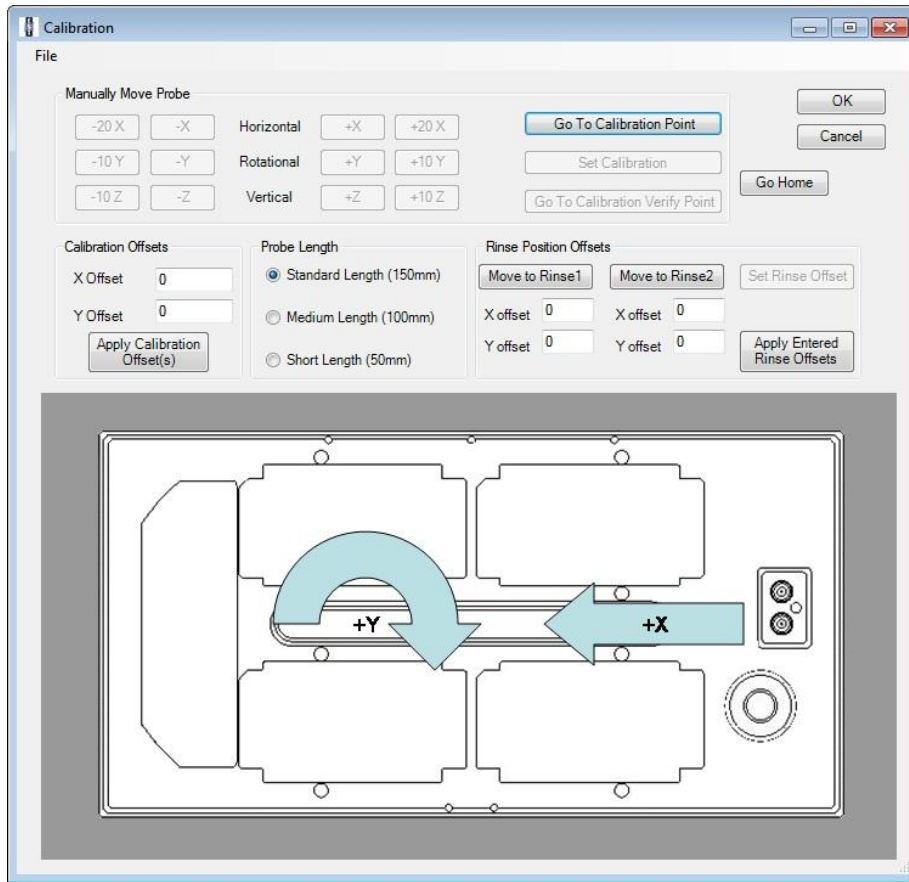 Calibration
File
Manually Move Probe
-20 X -X Horizontal +X +20 X Go To Calibration Point
-10 Y -Y Rotational +Y +10 Y Set Calibration
-10 Z -Z Vertical +Z +10 Z Go To Calibration Verify Point
OK
Cancel
Go Home
Calibration Offsets
X Offset 0
Y Offset 0
Apply Calibration
Offset(s)
Probe Length
Standard Length (150mm)
Medium Length (100mm)
Short Length (50mm)
Rinse Position Offsets
Move to Rinse1 Move to Rinse2 Set Rinse Offset
X offset 0 X offset 0
Y offset 0 Y offset 0
Apply Entered
Rinse Offsets
+Y +X